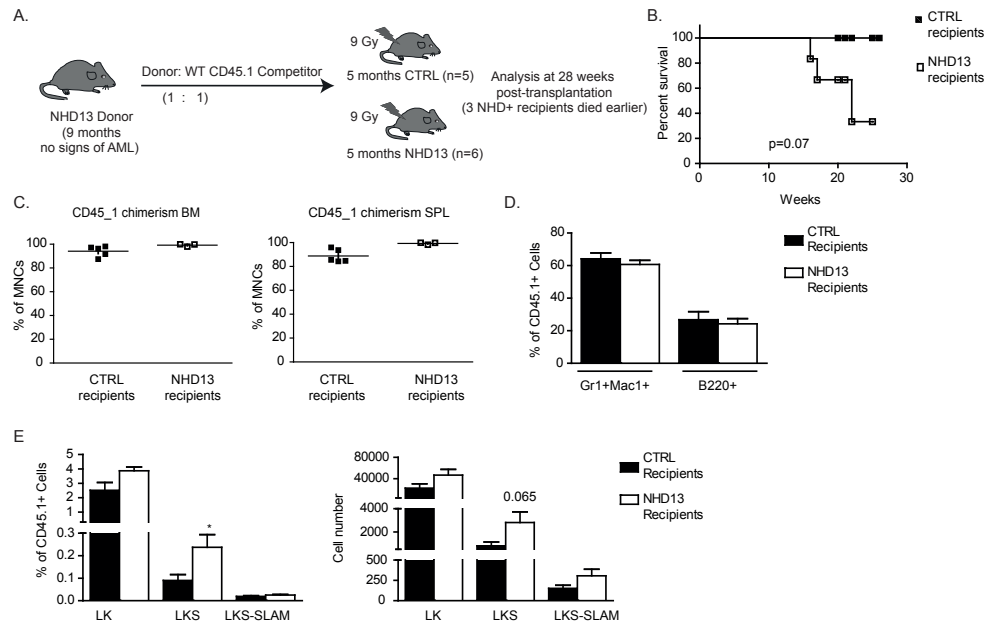 A.
9 Gy
Donor: WT CD45.1 Competitor
(1 : 1)
5 months CTRL (n=5)
Analysis at 28 weeks
post-transplantation
(3 NHD+ recipients died earlier)
NHD13 Donor
(9 months
no signs of AML)
9 Gy
5 months NHD13 (n=6)
B.
CTRL
recipients
NHD13
recipients
Percent survival
100
80
60
40
20
0
p=0.07
0
10
20
30
Weeks
C.
CD45_1 chimerism BM
% of MNCs
100
80
60
40
20
0
CTRL
recipients
NHD13
recipients
CD45_1 chimerism SPL
% of MNCs
100
80
60
40
20
0
CTRL
recipients
NHD13
recipients
D.
% of CD45.1+ Cells
80
60
40
20
0
Gr1+Mac1+
B220+
CTRL
Recipients
NHD13
Recipients
E
% of CD45.1+ Cells
5
4
3
2
1
0.3
0.2
0.1
0.0
*
LK
LKS
LKS-SLAM
Cell number
80000
40000
4000
2000
500
250
0
0.065
LK
LKS
LKS-SLAM
CTRL
Recipients
NHD13
Recipients